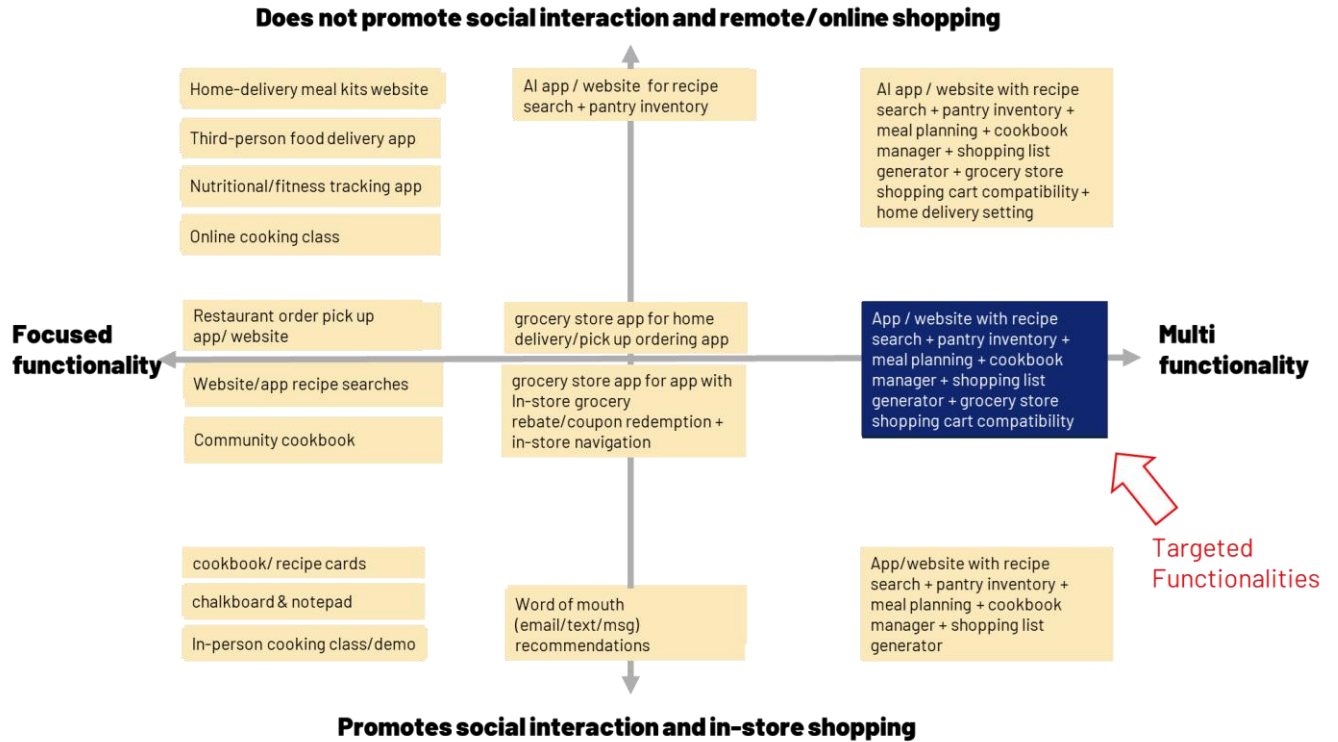 Does not promote social interaction and remote/online shopping
Home-delivery meal kits website
Third-person food delivery app
Nutritional/fitness tracking app
Online cooking class
AI app / website for recipe
search + pantry inventory
AI app / website with recipe
search + pantry inventory +
meal planning + cookbook
manager + shopping list
generator + grocery store
shopping cart compatibility +
home delivery setting
Focused
functionality
Restaurant order pick up
app/ website
Website/app recipe searches
Community cookbook
grocery store app for home
delivery/pick up ordering app
grocery store app for app with
In-store grocery
rebate/coupon redemption +
in-store navigation
App / website with recipe
search + pantry inventory +
meal planning + cookbook
manager + shopping list
generator + grocery store
shopping cart compatibility
Multi
functionality
Targeted
Functionalities
cookbook/ recipe cards
chalkboard & notepad
In-person cooking class/demo
Word of mouth
(email/text/msg)
recommendations
App/website with recipe
search + pantry inventory +
meal planning + cookbook
manager + shopping list
generator
Promotes social interaction and in-store shopping